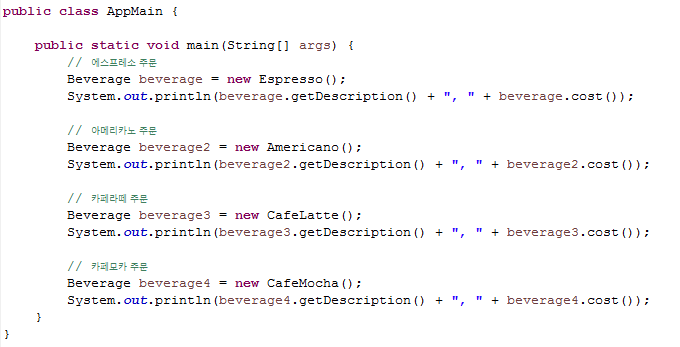 public class AppMain {
public static void main(String[] args) {
// 에스프레소 주문
Beverage beverage = new Espresso();
System.out.println(beverage.getDescription() + ", " + beverage.cost());
// 아메리카노 주문
Beverage beverage2 = new Americano();
System.out.println(beverage2.getDescription() + ", " + beverage2.cost());
// 카페라떼 주문
Beverage beverage3 = new CafeLatte();
System.out.println(beverage3.getDescription() + ", " + beverage3.cost());
// 카페모카 주문
Beverage beverage4 = new CafeMocha();
System.out.println(beverage4.getDescription() + ", " + beverage4.cost());
}
}